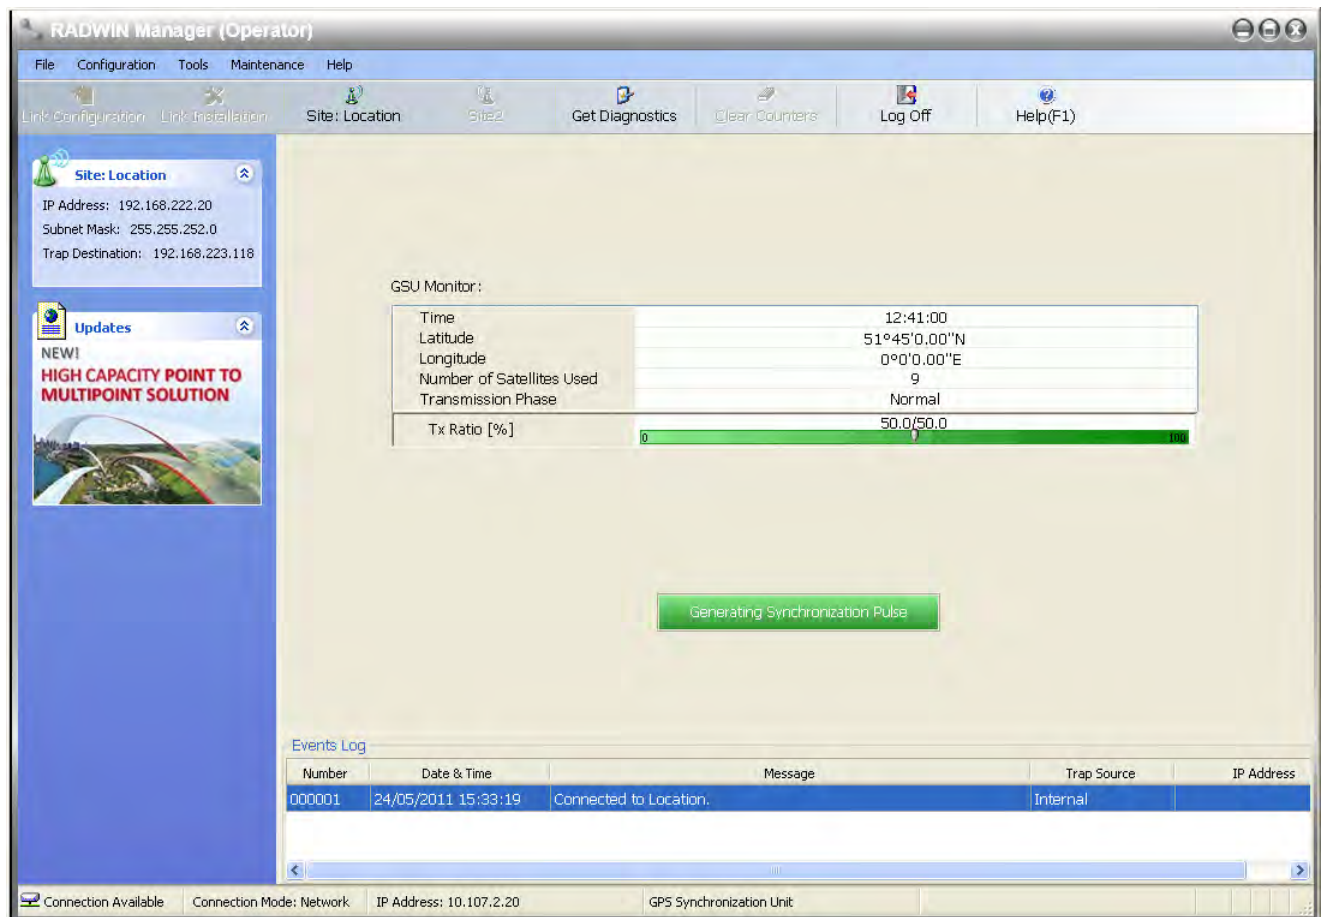 RADWIN Manager (Operator)
File Configuration Tools Maintenance Help
Link Configuration Link Installation Site: Location Site2 Get Diagnostics Clear Counters Log Off Help(F1)
Site: Location
IP Address: 192.168.222.20
Subnet Mask: 255.255.252.0
Trap Destination: 192.168.223.118
Updates
NEW!
HIGH CAPACITY POINT TO
MULTIPOINT SOLUTION
GSU Monitor:
Time 12:41:00
Latitude 51°45'0.00''N
Longitude 0°0'0.00''E
Number of Satellites Used 9
Transmission Phase Normal
Tx Ratio [%] 50.0/50.0
0 100
Generating Synchronization Pulse
Events Log
Number Date & Time Message Trap Source IP Address
000001 24/05/2011 15:33:19 Connected to Location. Internal
Connection Available Connection Mode: Network IP Address: 10.107.2.20 GPS Synchronization Unit